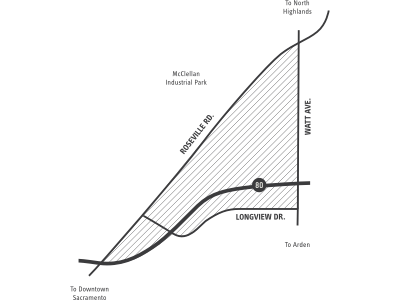 To North
Highlands
McClellan
Industrial Park
ROSEVILLE RD.
WATT AVE.
80
LONGVIEW DR.
To Arden
To Downtown
Sacramento